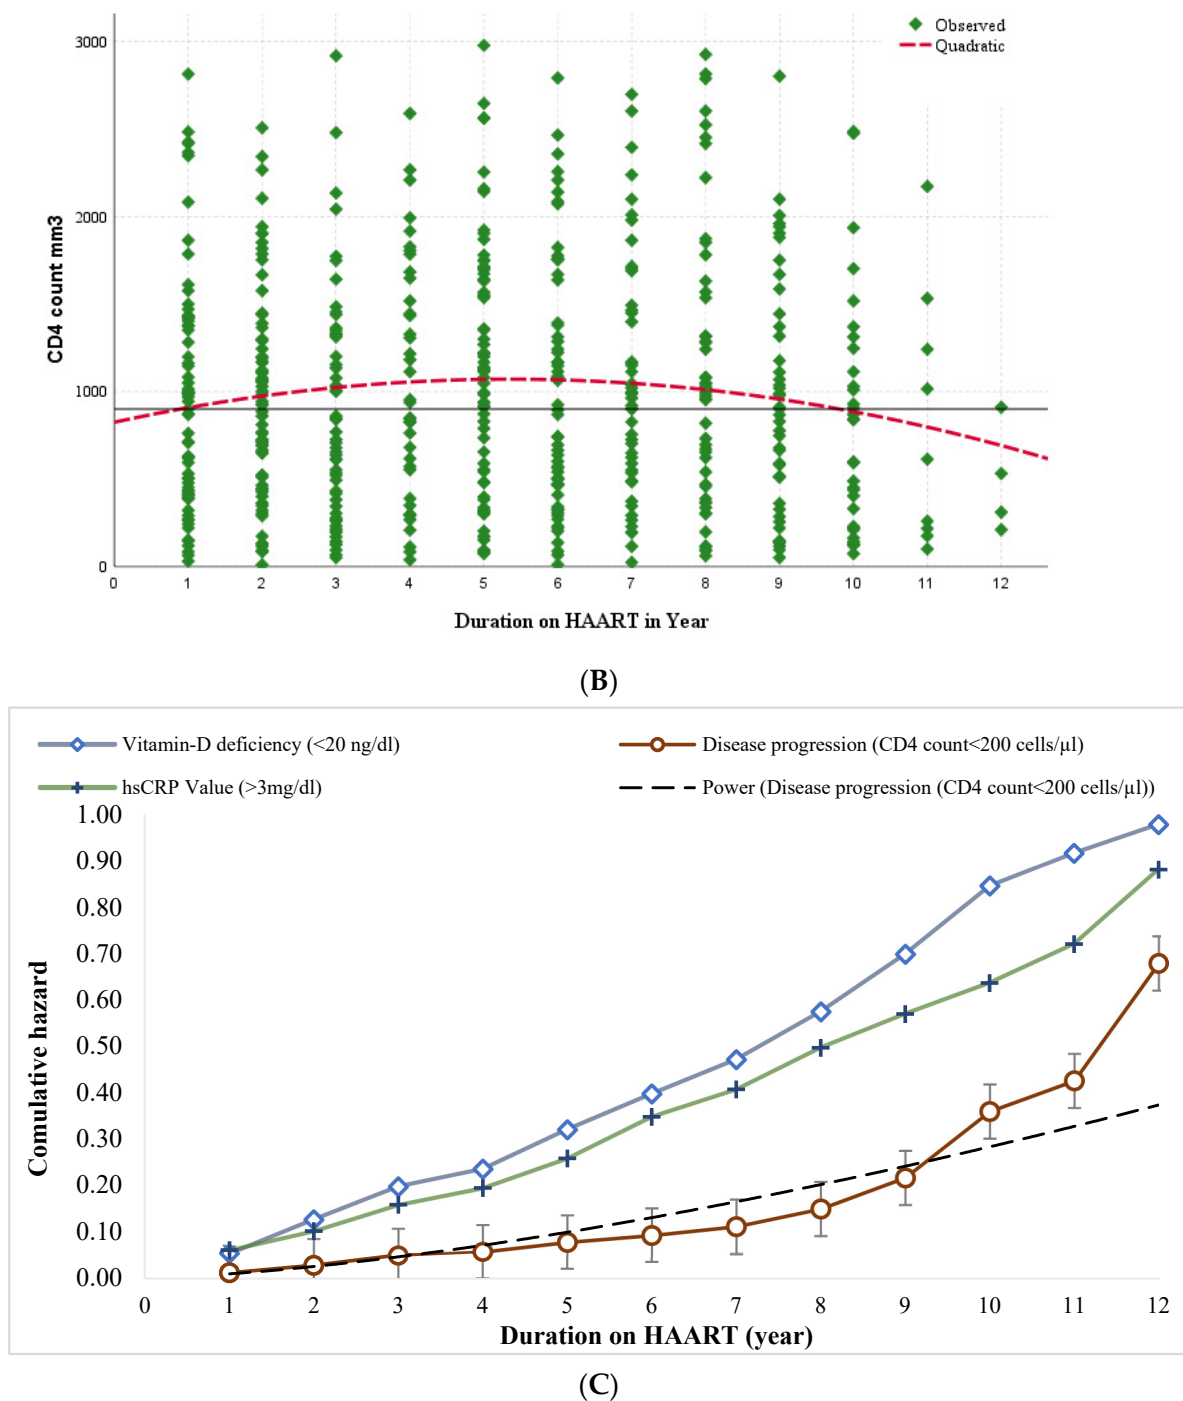 Observed
Quadratic
3000
2000
1000
0
CD4 count mm3
0 1 2 3 4 5 6 7 8 9 10 11 12
Duration on HAART in Year
(B)
Vitamin-D deficiency (<20 ng/dl)
Disease progression (CD4 count<200 cells/µl)
hsCRP Value (>3mg/dl)
Power (Disease progression (CD4 count<200 cells/µl))
1.00
0.90
0.80
0.70
0.60
0.50
0.40
0.30
0.20
0.10
0.00
Comulative hazard
0 1 2 3 4 5 6 7 8 9 10 11 12
Duration on HAART (year)
(C)